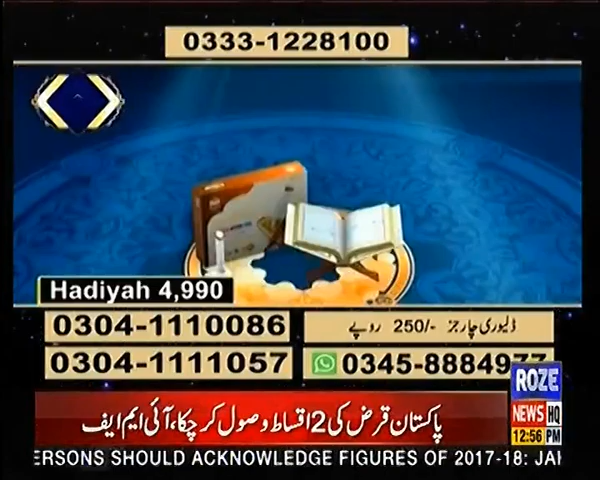 0333-1228100
Hadiyah 4,990
0304-1110086
ڈلیوری چارجز 250/- روپے
0304-1111057
0345-8884977
ROZE
NEWS HQ
12:56 PM
پاکستان قرض کی 2 اقساط وصول کر چکا، آئی ایم ایف
ERSONS SHOULD ACKNOWLEDGE FIGURES OF 2017-18: JAH